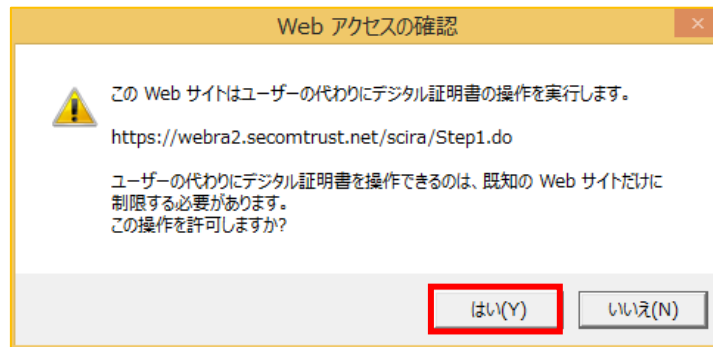 Web アクセスの確認
この Web サイトはユーザーの代わりにデジタル証明書の操作を実行します。
https://webra2.secomtrust.net/scira/Step1.do
ユーザーの代わりにデジタル証明書を操作できるのは、既知の Web サイトだけに
制限する必要があります。
この操作を許可しますか?
はい(Y)
いいえ(N)